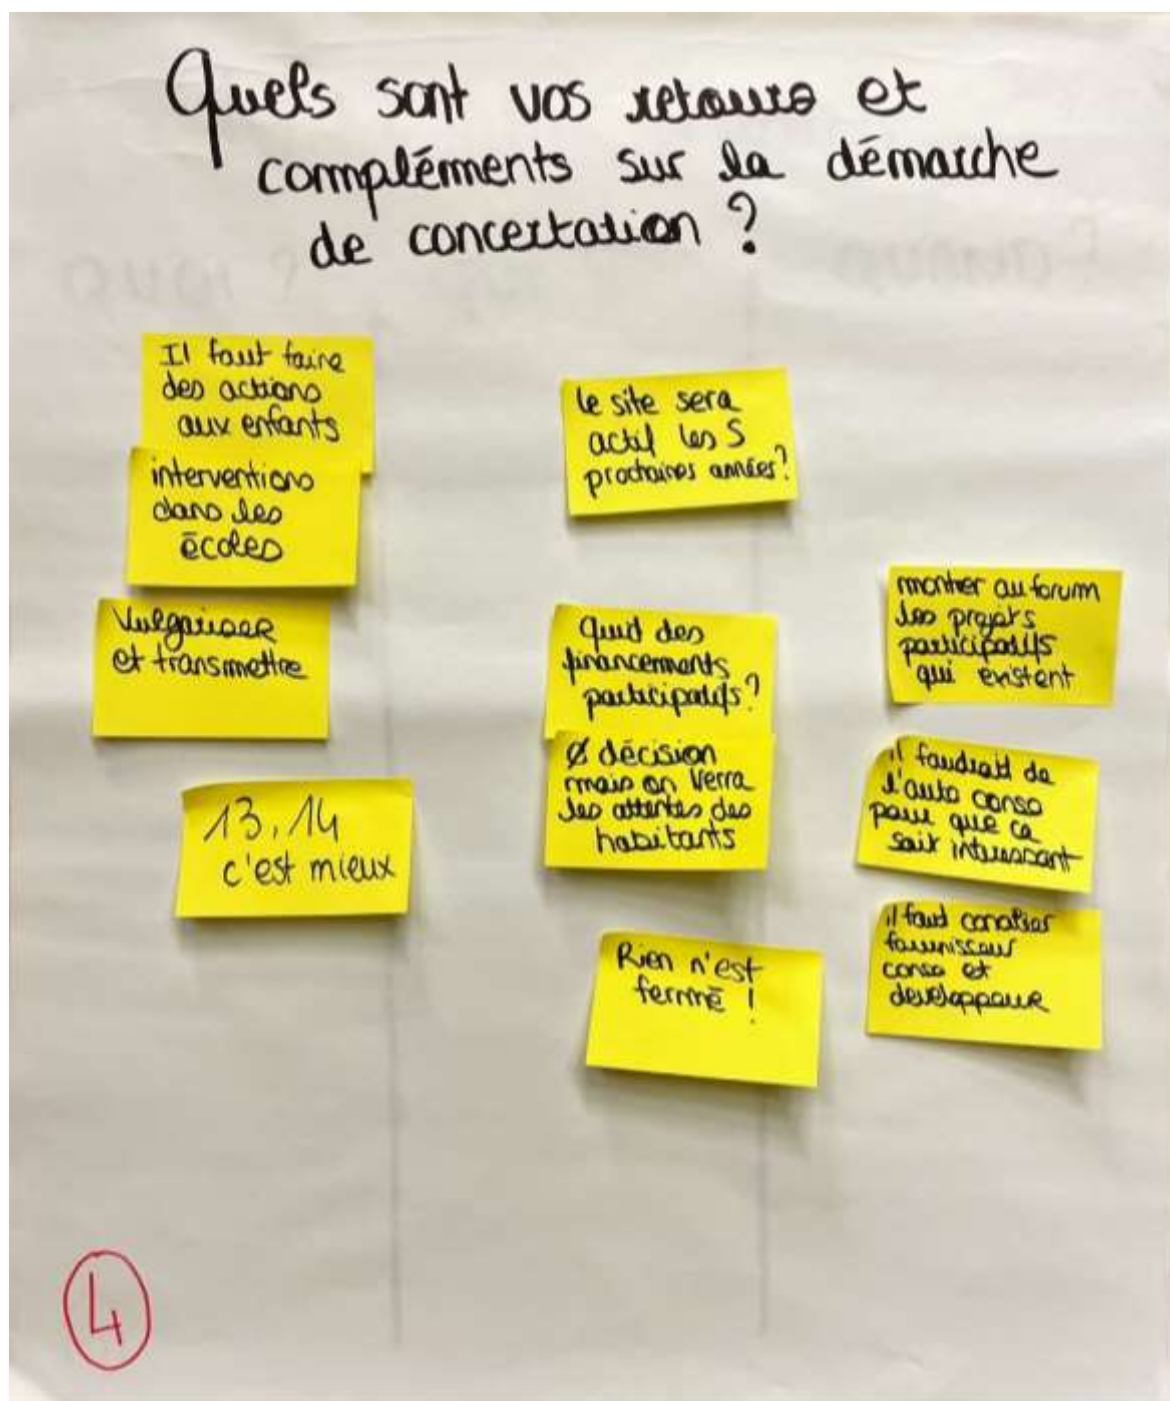 Quels sont vos retours et
compléments sur la démarche
de concertation ?
Il faut faire
des actions
aux enfants
interventions
dans les
écoles
Vulgariser
et transmettre
13, 14
c'est mieux
le site sera
actif les 5
prochaines années?
Quid des
financements
participatifs?
Ø décision
mais on verra
les attentes des
habitants
Rien n'est
fermé !
montrer au forum
les projets
participatifs
qui existent
il faudrait de
l'auto conso
pour que ce
soit intéressant
il faut
fournisseur
conso et
developpeur
4